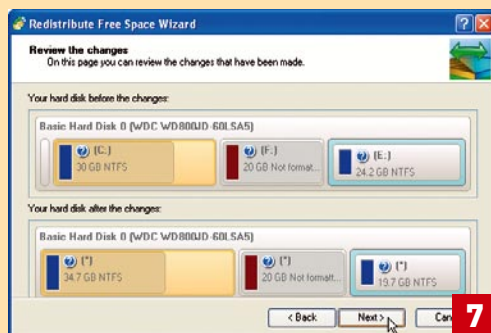 Redistribute Free Space Wizard
Review the changes
On this page you can review the changes that have been made.
Your hard disk before the changes:
Basic Hard Disk 0 (WDC WD800JD-60LSA5)
(C:)
30 GB NTFS
(F:)
20 GB Not format...
(E:)
24.2 GB NTFS
Your hard disk after the changes:
Basic Hard Disk 0 (WDC WD800JD-60LSA5)
(*)
34.7 GB NTFS
(*)
20 GB Not formatt...
(*)
19.7 GB NTFS
< Back Next > Can
7